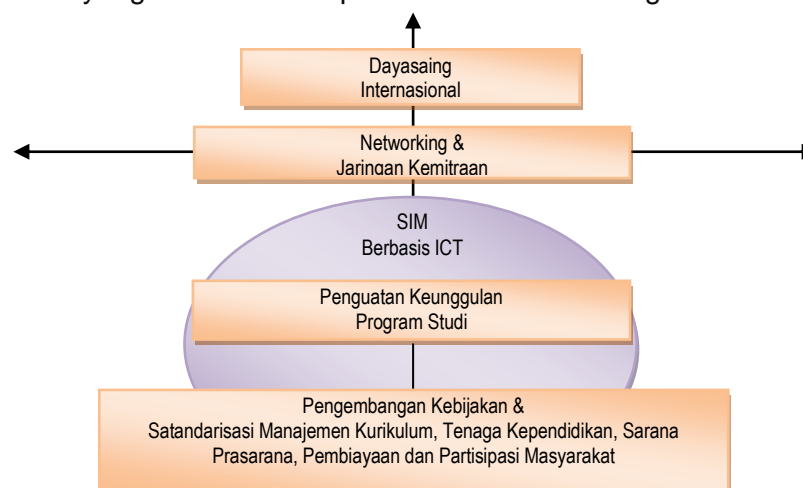 Dayasaing
Internasional
Networking &
Jaringan Kemitraan
SIM
Berbasis ICT
Penguatan Keunggulan
Program Studi
Pengembangan Kebijakan &
Satandarisasi Manajemen Kurikulum, Tenaga Kependidikan, Sarana
Prasarana, Pembiayaan dan Partisipasi Masyarakat